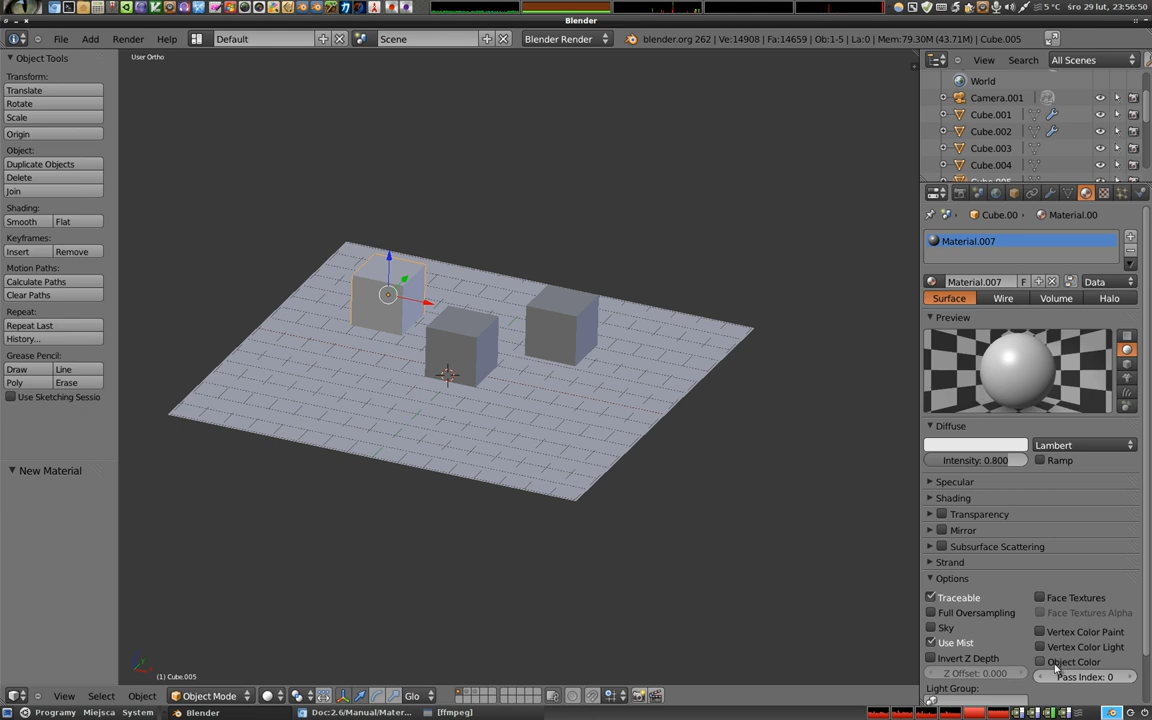 5 °C śro 29 lut, 23:56:50
Blender
File Add Render Help Default Scene Blender Render blender.org 262 | Ve:14908 | Fa:14659 | Ob:1-5 | La:0 | Mem:79.30M (43.71M) | Cube.005
Object Tools
Transform:
Translate
Rotate
Scale
Origin
Object:
Duplicate Objects
Delete
Join
Shading:
Smooth Flat
Keyframes:
Insert Remove
Motion Paths:
Calculate Paths
Clear Paths
Repeat:
Repeat Last
History...
Grease Pencil:
Draw Line
Poly Erase
Use Sketching Sessio
New Material
User Ortho
(1) Cube.005
View Search All Scenes
World
Camera.001
Cube.001
Cube.002
Cube.003
Cube.004
Cube.00 Material.00
Material.007
Material.007 F Data
Surface Wire Volume Halo
Preview
Diffuse
Lambert
Intensity: 0.800 Ramp
Specular
Shading
Transparency
Mirror
Subsurface Scattering
Strand
Options
Traceable Face Textures
Full Oversampling Face Textures Alpha
Sky Vertex Color Paint
Use Mist Vertex Color Light
Invert Z Depth Object Color
Z Offset: 0.000 Pass Index: 0
Light Group:
View Select Object Object Mode Glo
Programy Miejsca System Blender Doc:2.6/Manual/Mater... [ffmpeg]